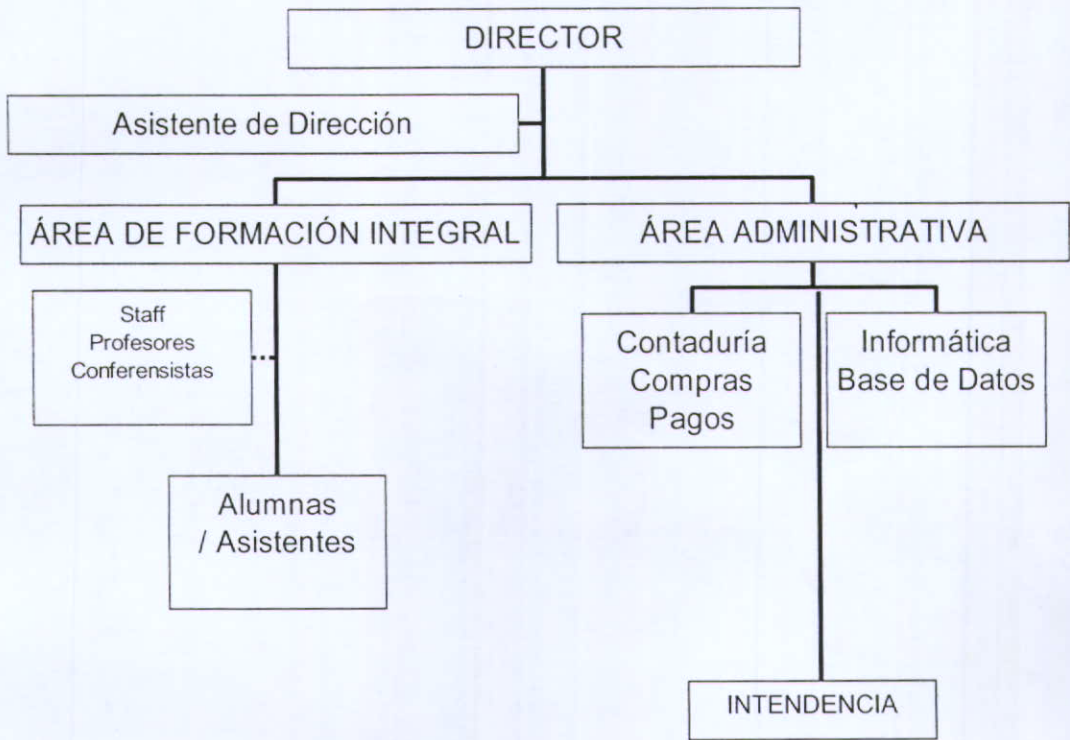 DIRECTOR
Asistente de Dirección
ÁREA DE FORMACIÓN INTEGRAL
ÁREA ADMINISTRATIVA
Staff
Profesores
Conferensistas
Contaduría
Compras
Pagos
Informática
Base de Datos
Alumnas
/ Asistentes
INTENDENCIA